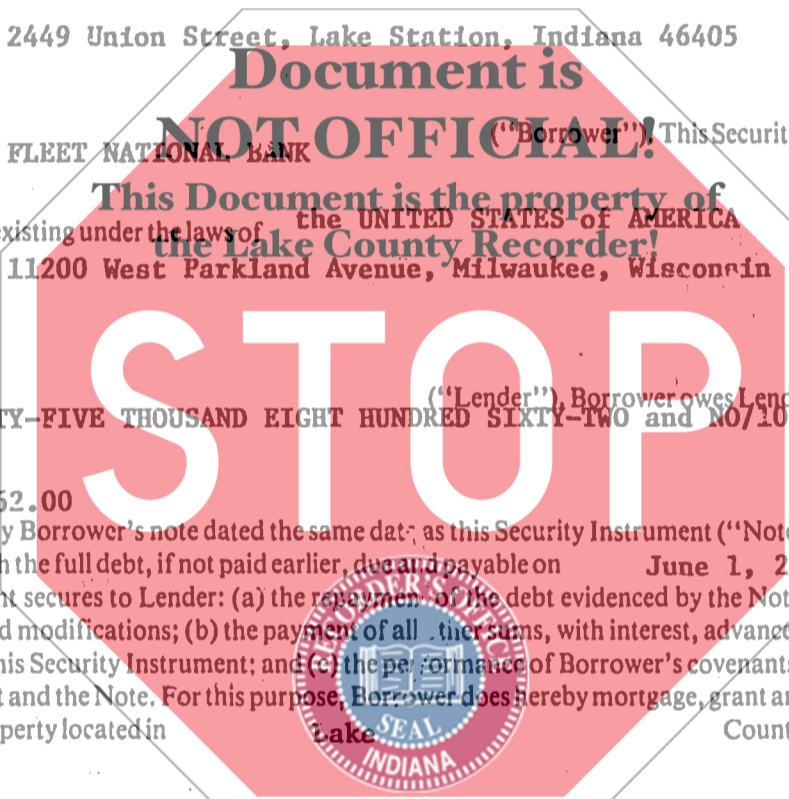 2449 Union Street, Lake Station, Indiana 46405
Document is
NOT OFFICIAL!
("Borrower"). This Securit
FLEET NATIONAL BANK
This Document is the property of
the UNITED STATES of AMERICA
xisting under the laws of
the Lake County Recorder!
11200 West Parkland Avenue, Milwaukee, Wisconsin
STOP
("Lender"). Borrower owes Lend
TY-FIVE THOUSAND EIGHT HUNDRED SIXTY-TWO and NO/10
62.00
y Borrower's note dated the same date as this Security Instrument ("Note
h the full debt, if not paid earlier, due and payable on June 1, 2
nt secures to Lender: (a) the repayment of the debt evidenced by the Not
d modifications; (b) the payment of all other sums, with interest, advance
his Security Instrument; and (c) the performance of Borrower's covenants
t and the Note. For this purpose, Borrower does hereby mortgage, grant an
perty located in Lake Count
RECORDER'S OFFICE
SEAL
INDIANA